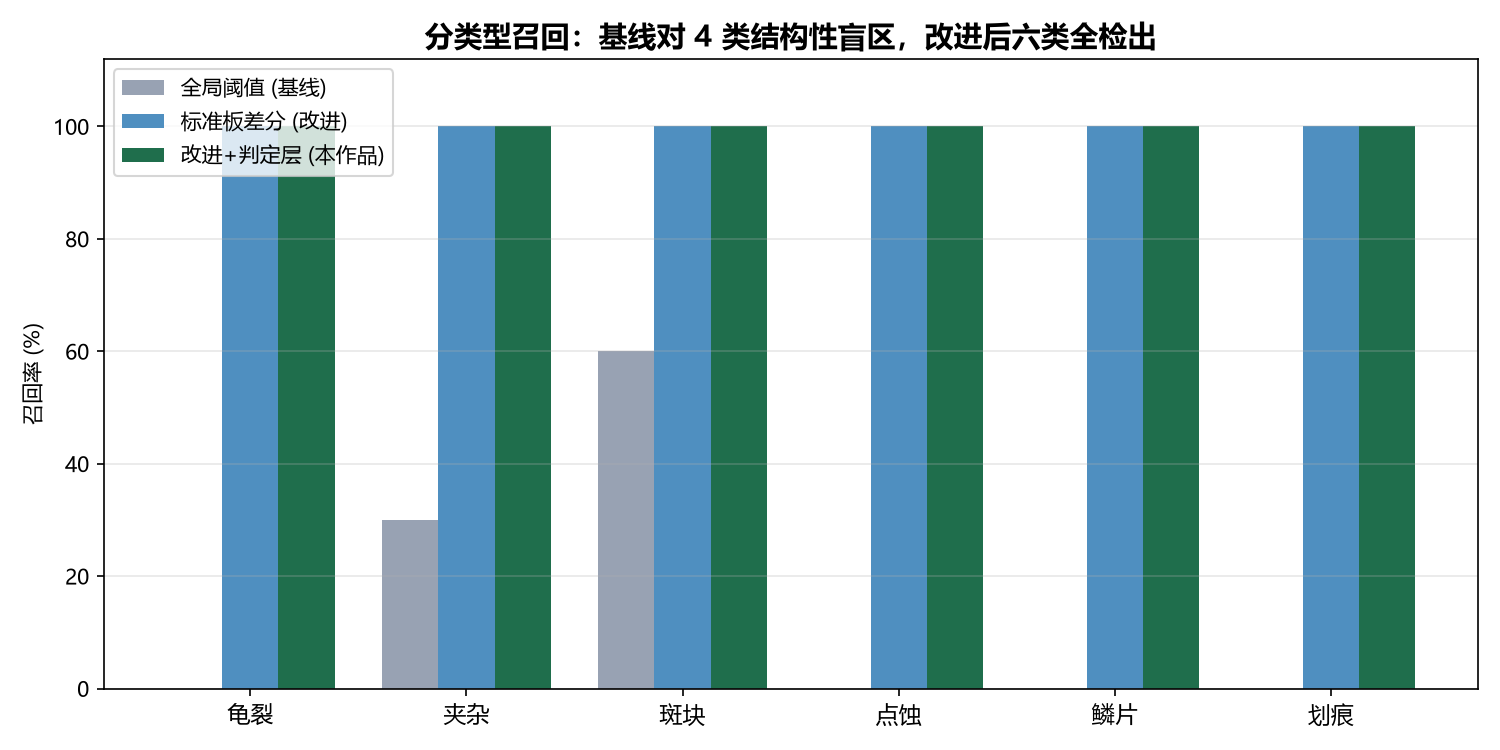 分类型召回：基线对 4 类结构性盲区，改进后六类全检出
全局阈值 (基线)
标准板差分 (改进)
改进+判定层 (本作品)
召回率 (%)
100
80
60
40
20
0
龟裂
夹杂
斑块
点蚀
鳞片
划痕